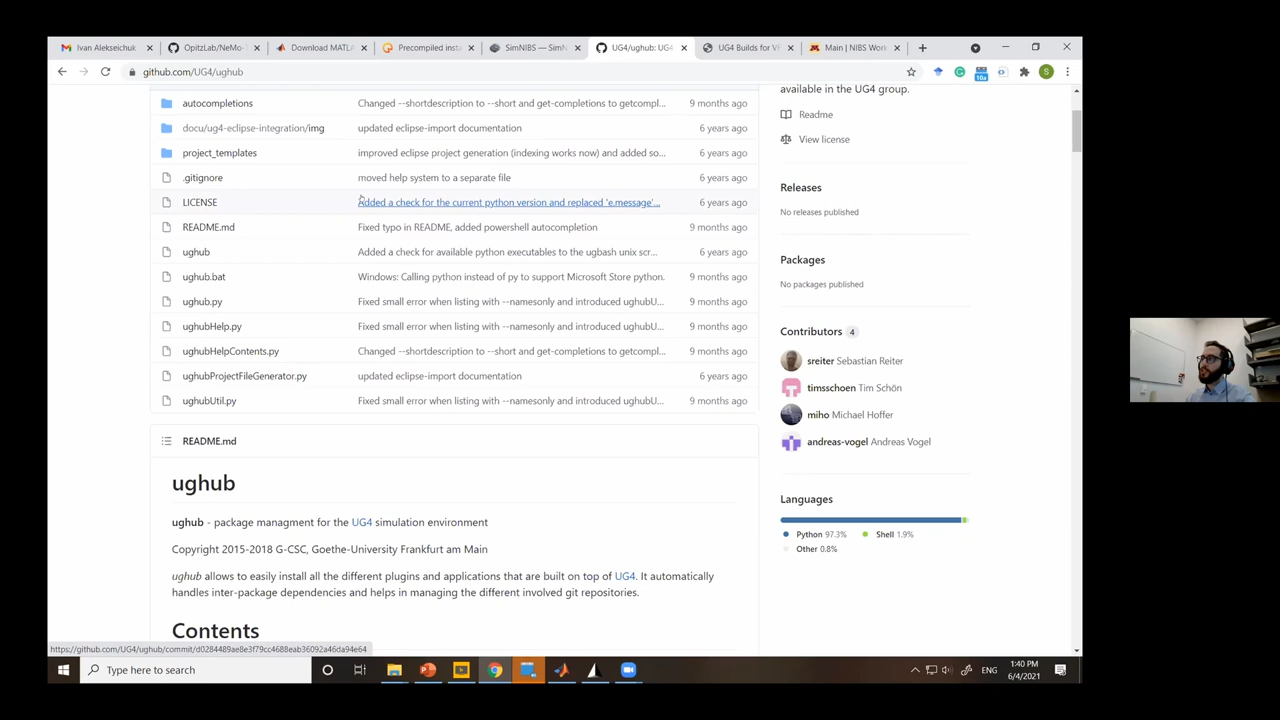 Ivan Alekseichuk
OpitzLab/NeMo-
Download MATLA
Precompiled inst
SimNIBS — SimN
UG4/ughub: UG4
UG4 Builds for V
Main | NIBS Work
github.com/UG4/ughub
10a
S
autocompletions Changed --shortdescription to --short and get-completions to getcompl... 9 months ago
docu/ug4-eclipse-integration/img updated eclipse-import documentation 6 years ago
project_templates improved eclipse project generation (indexing works now) and added so... 6 years ago
.gitignore moved help system to a separate file 6 years ago
LICENSE Added a check for the current python version and replaced 'e.message'... 6 years ago
README.md Fixed typo in README, added powershell autocompletion 9 months ago
ughub Added a check for available python executables to the ugbash unix scr... 6 years ago
ughub.bat Windows: Calling python instead of py to support Microsoft Store python. 9 months ago
ughub.py Fixed small error when listing with --namesonly and introduced ughubU... 9 months ago
ughubHelp.py Fixed small error when listing with --namesonly and introduced ughubU... 9 months ago
ughubHelpContents.py Changed --shortdescription to --short and get-completions to getcompl... 9 months ago
ughubProjectFileGenerator.py updated eclipse-import documentation 6 years ago
ughubUtil.py Fixed small error when listing with --namesonly and introduced ughubU... 9 months ago
README.md
ughub
ughub - package managment for the UG4 simulation environment
Copyright 2015-2018 G-CSC, Goethe-University Frankfurt am Main
ughub allows to easily install all the different plugins and applications that are built on top of UG4. It automatically
handles inter-package dependencies and helps in managing the different involved git repositories.
Contents
available in the UG4 group.
Readme
View license
Releases
No releases published
Packages
No packages published
Contributors 4
sreiter Sebastian Reiter
timsschoen Tim Schön
miho Michael Hoffer
andreas-vogel Andreas Vogel
Languages
Python 97.3% Shell 1.9%
Other 0.8%
https://github.com/UG4/ughub/commit/d0284489ae8e3f79cc4688eab36092a46da94e64
Type here to search
ENG
1:40 PM
6/4/2021